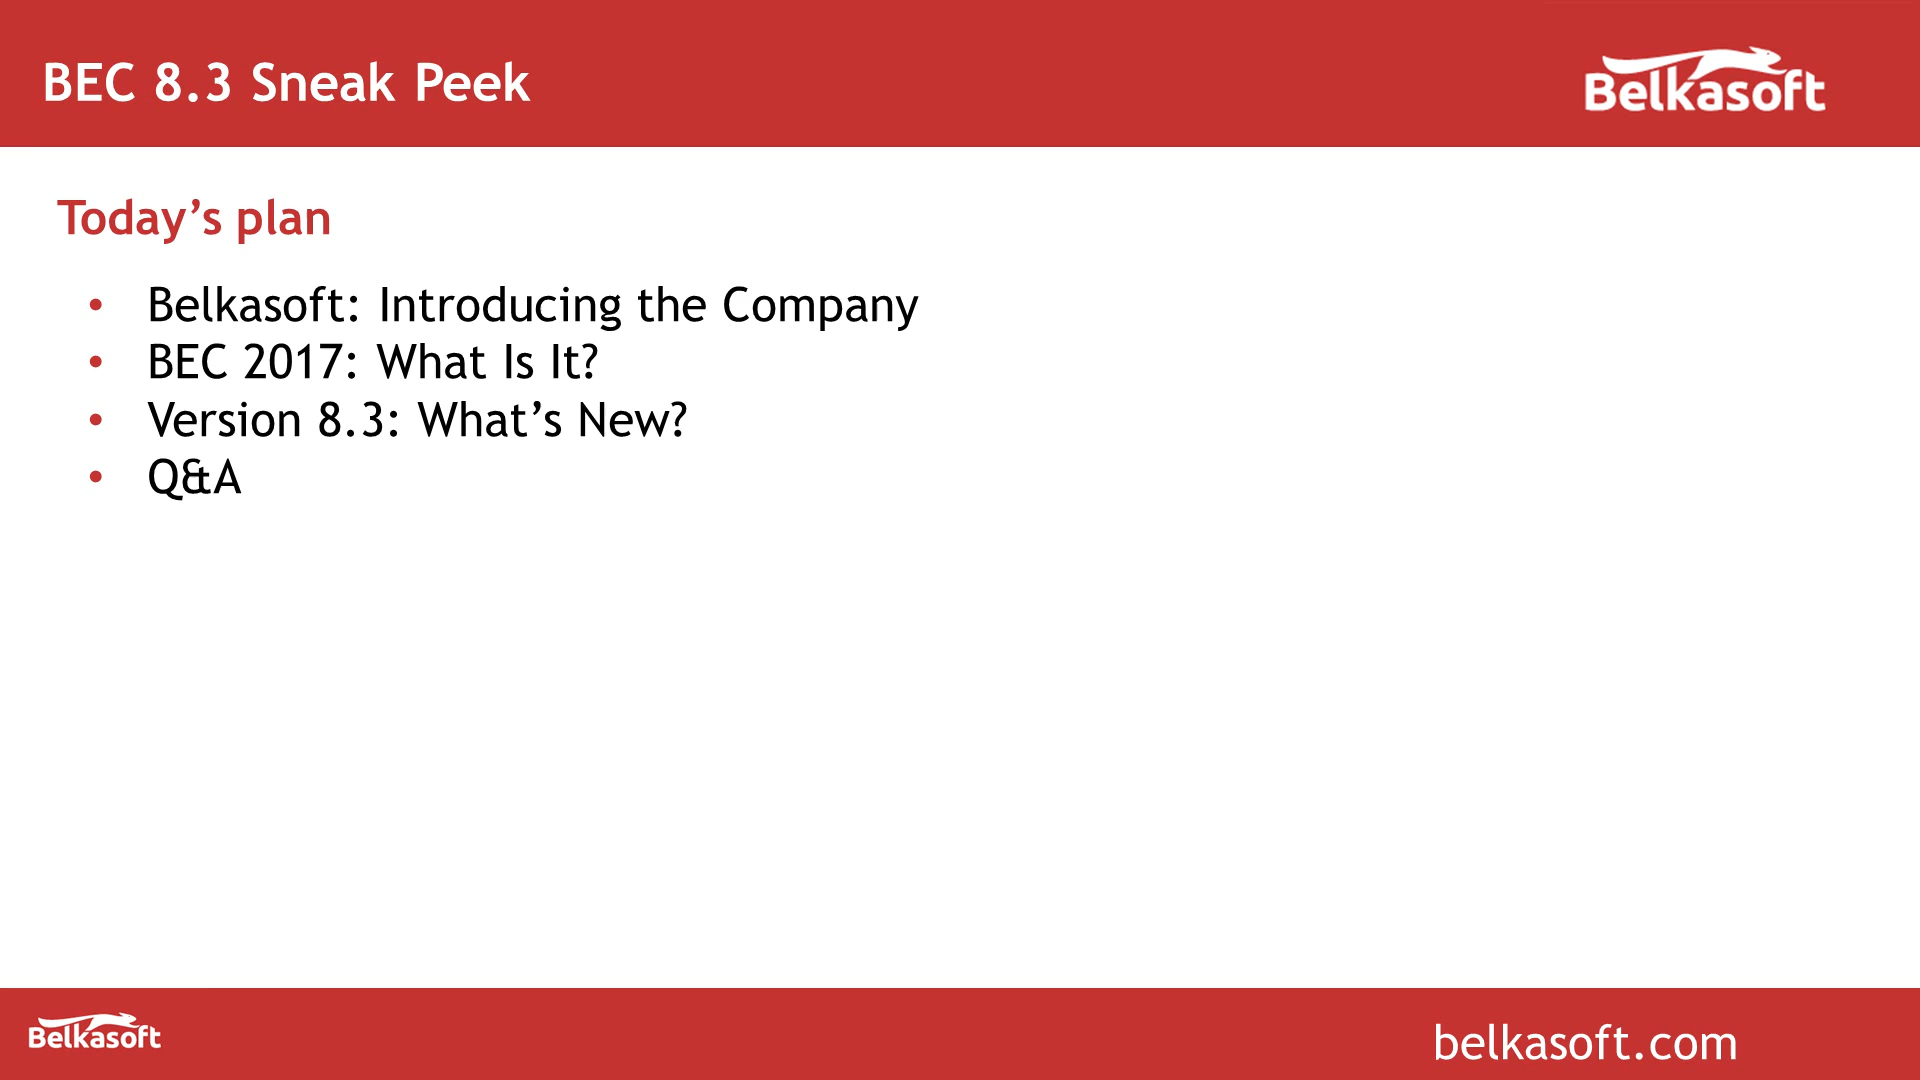 BEC 8.3 Sneak Peek
Belkasoft
Today’s plan
• Belkasoft: Introducing the Company
• BEC 2017: What Is It?
• Version 8.3: What’s New?
• Q&A
Belkasoft
belkasoft.com